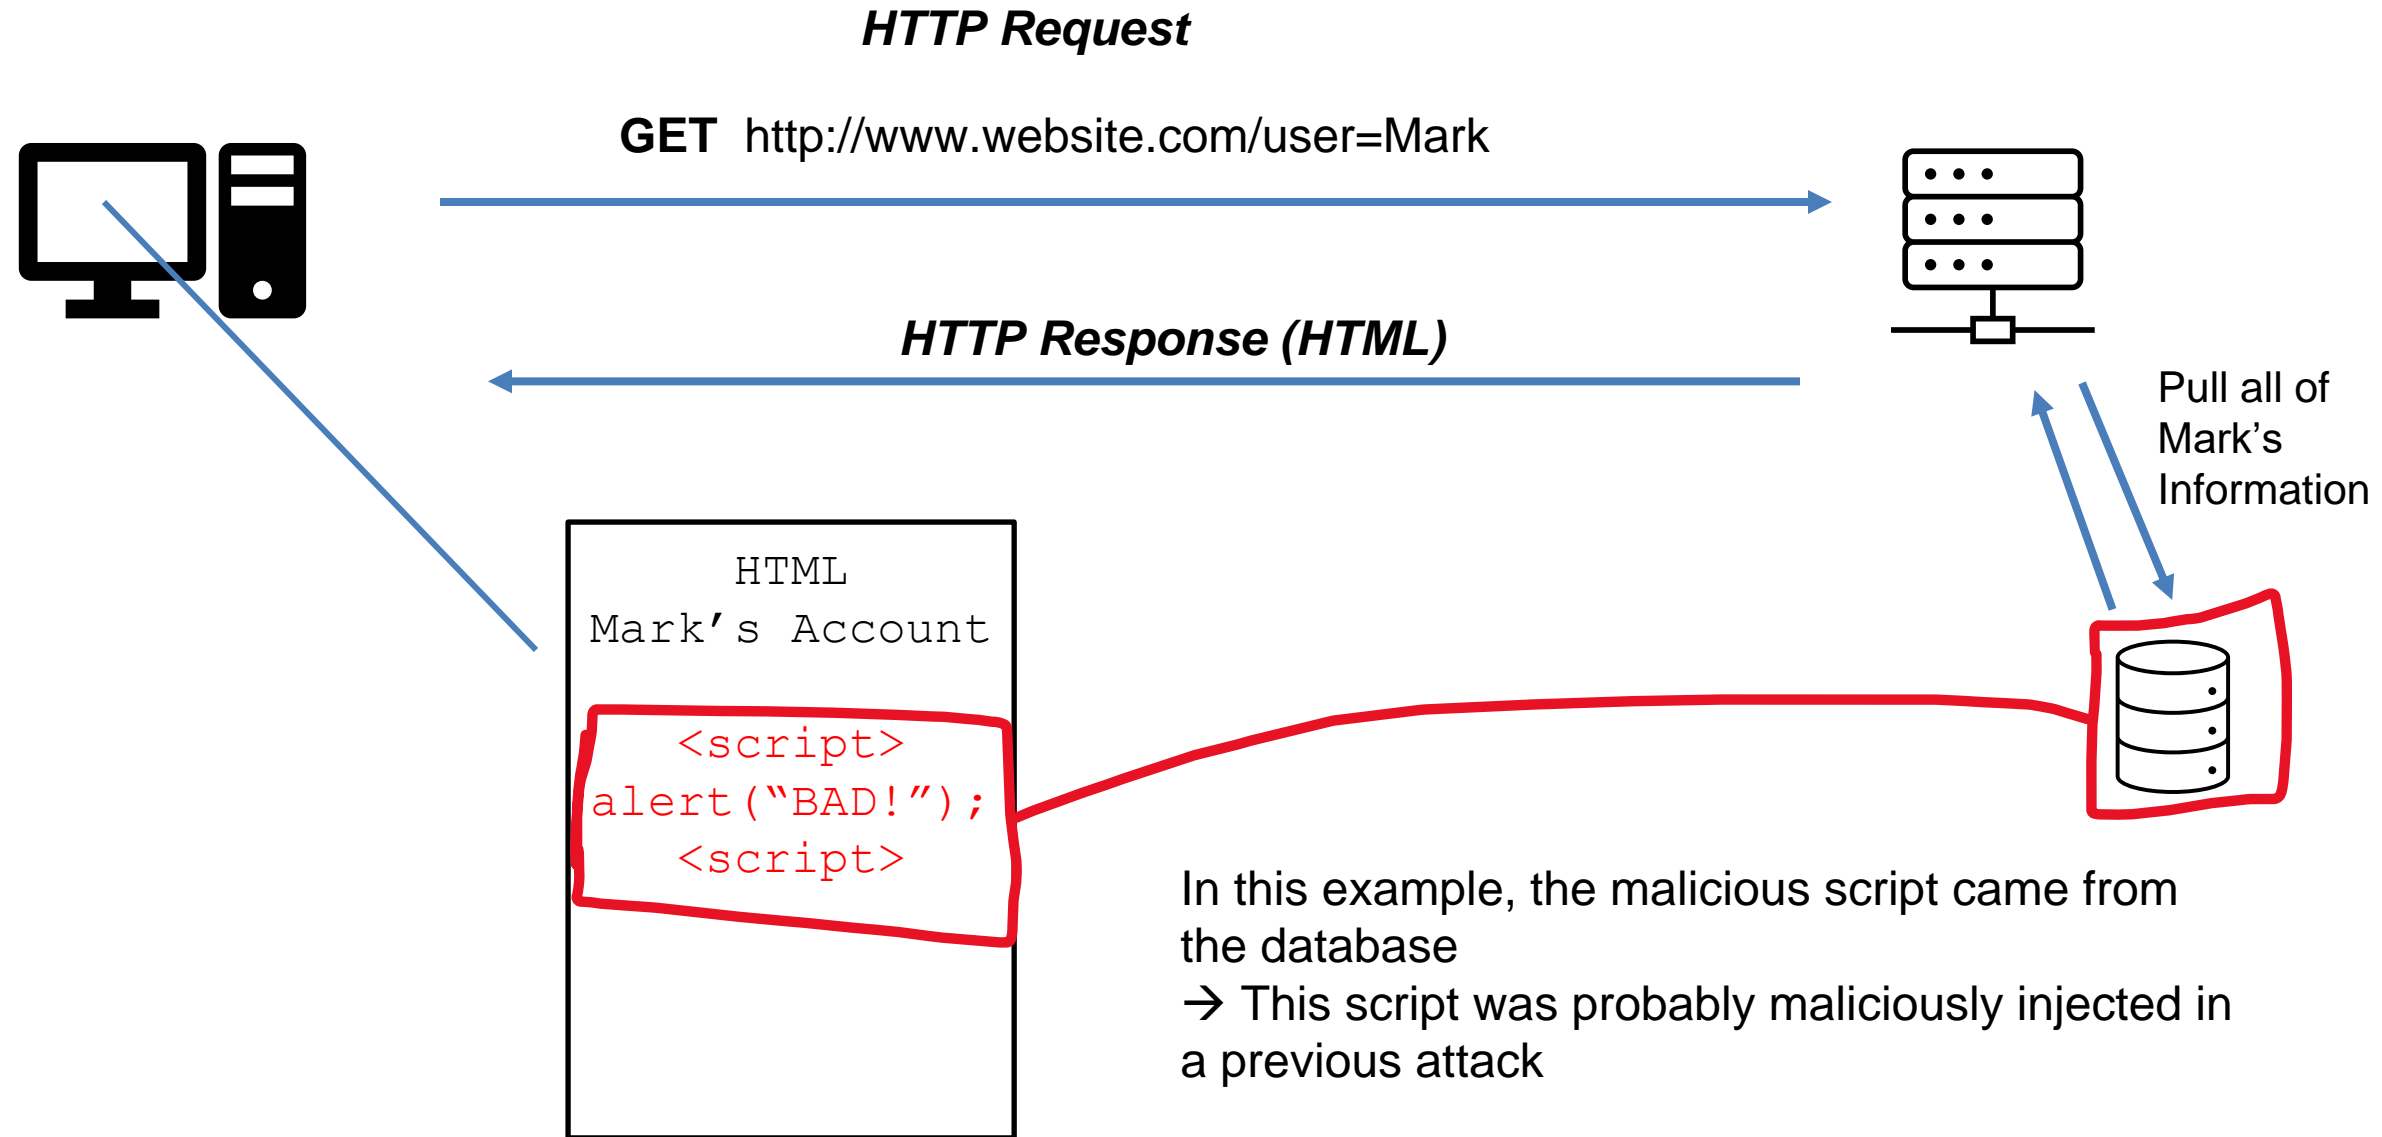 HTTP Request
GET http://www.website.com/user=Mark
HTTP Response (HTML)
Pull all of
Mark’s
Information
HTML
Mark’s Account
<script>
alert(“BAD!”);
<script>
In this example, the malicious script came from
the database
→ This script was probably maliciously injected in
a previous attack